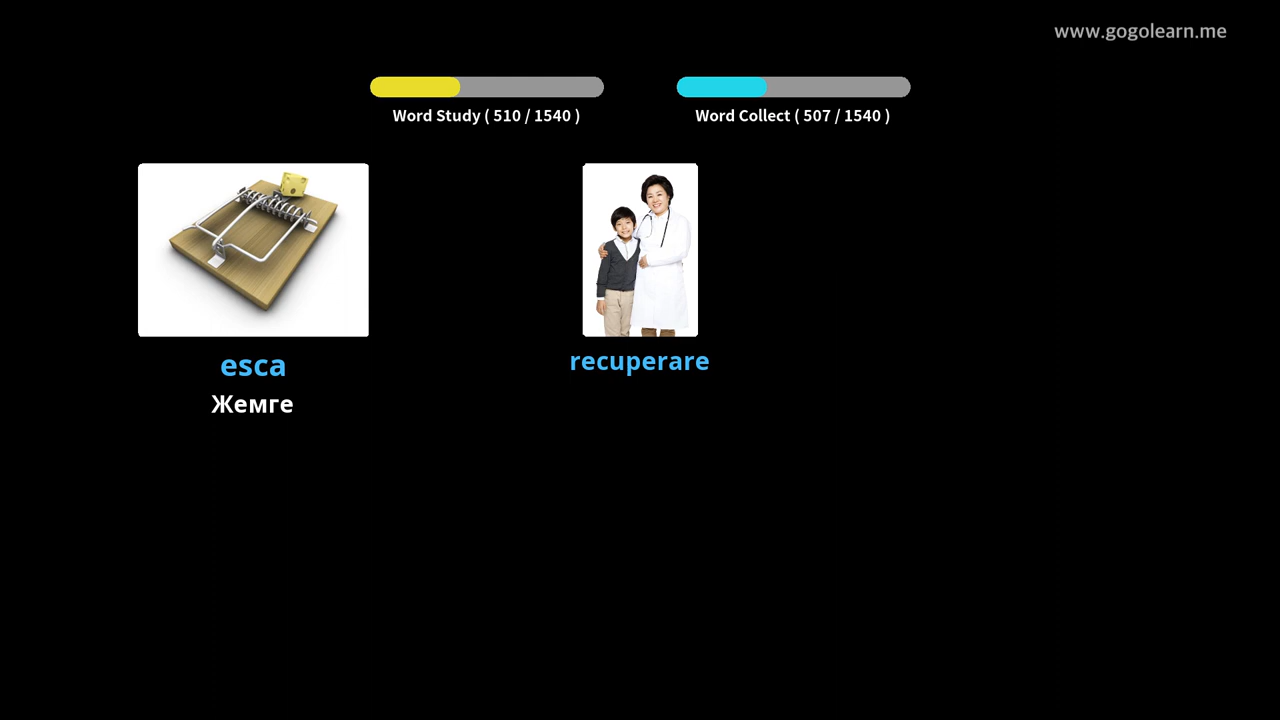 www.gogolearn.me
Word Study ( 510 / 1540 )
Word Collect ( 507 / 1540 )
esca
Жемге
recuperare